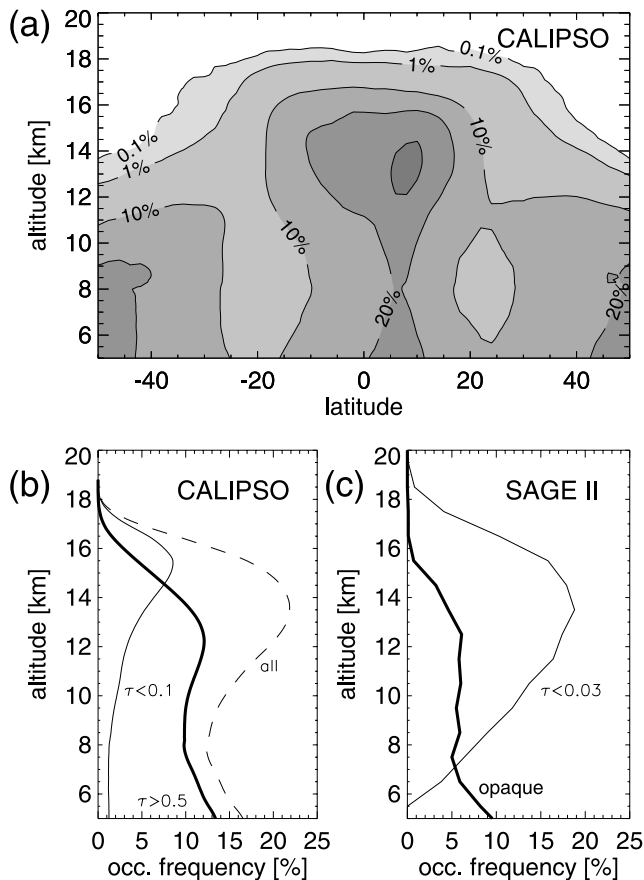 (a)
CALIPSO
20
18
16
14
12
10
8
6
altitude [km]
0.1%
0.1%
1%
1%
10%
10%
10%
20%
20%
-40 -20 0 20 40
latitude
(b)
CALIPSO
20
18
16
14
12
10
8
6
altitude [km]
all
τ<0.1
τ>0.5
0 5 10 15 20 25
occ. frequency [%]
(c)
SAGE II
20
18
16
14
12
10
8
6
altitude [km]
τ<0.03
opaque
0 5 10 15 20 25
occ. frequency [%]